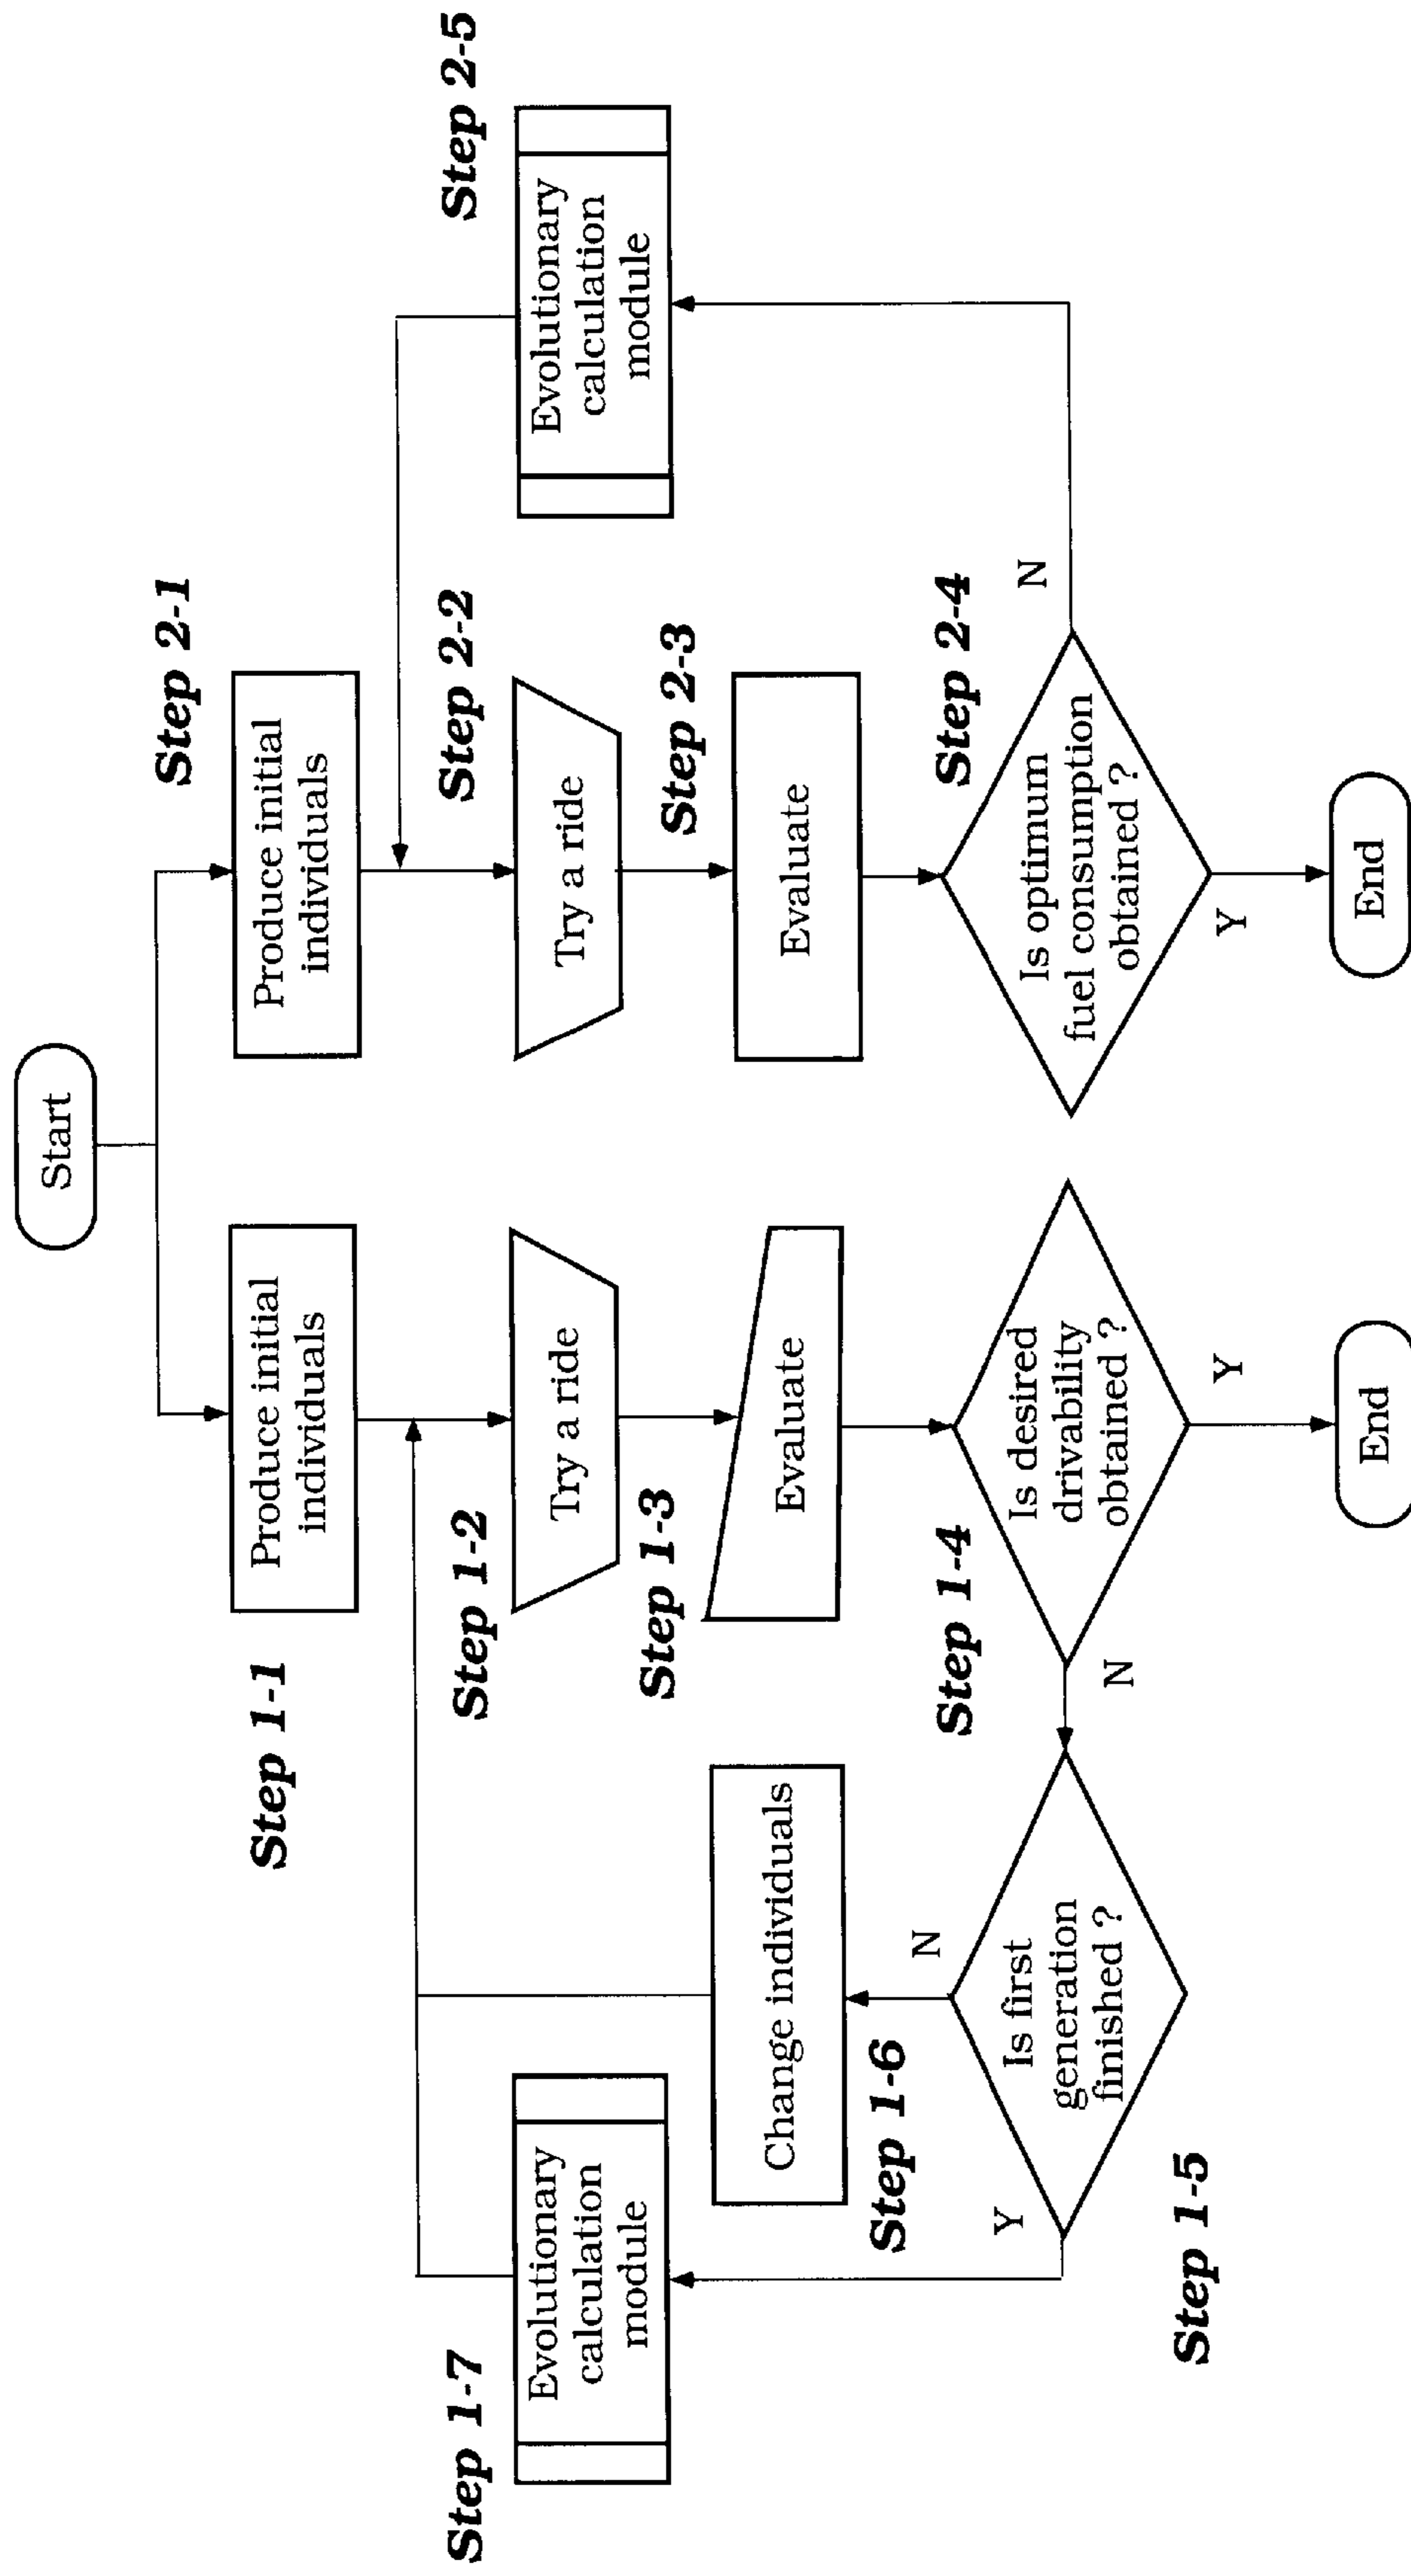 Start
Step 1-1
Produce initial
individuals
Step 1-2
Try a ride
Step 1-3
Evaluate
Step 1-4
Is desired
drivability
obtained ?
Y
End
N
Step 1-5
Is first
generation
finished ?
N
Step 1-6
Change individuals
Y
Step 1-7
Evolutionary
calculation
module
Step 2-1
Produce initial
individuals
Step 2-2
Try a ride
Step 2-3
Evaluate
Step 2-4
Is optimum
fuel consumption
obtained ?
Y
End
N
Step 2-5
Evolutionary
calculation
module